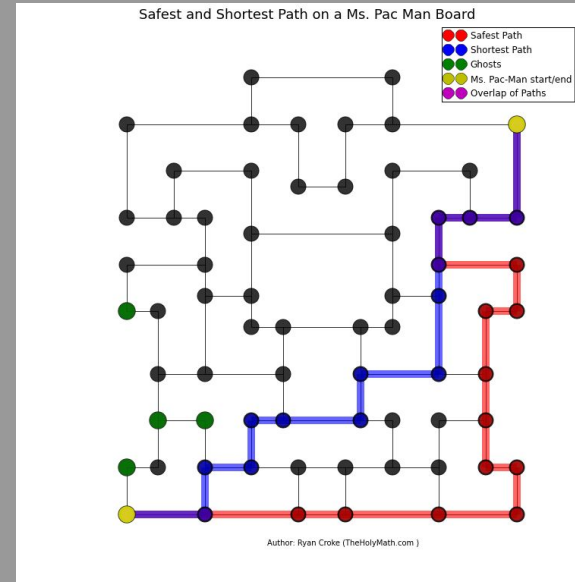 Safest and Shortest Path on a Ms. Pac Man Board
Safest Path
Shortest Path
Ghosts
Ms. Pac-Man start/end
Overlap of Paths
Author: Ryan Croke (TheHolyMath.com )